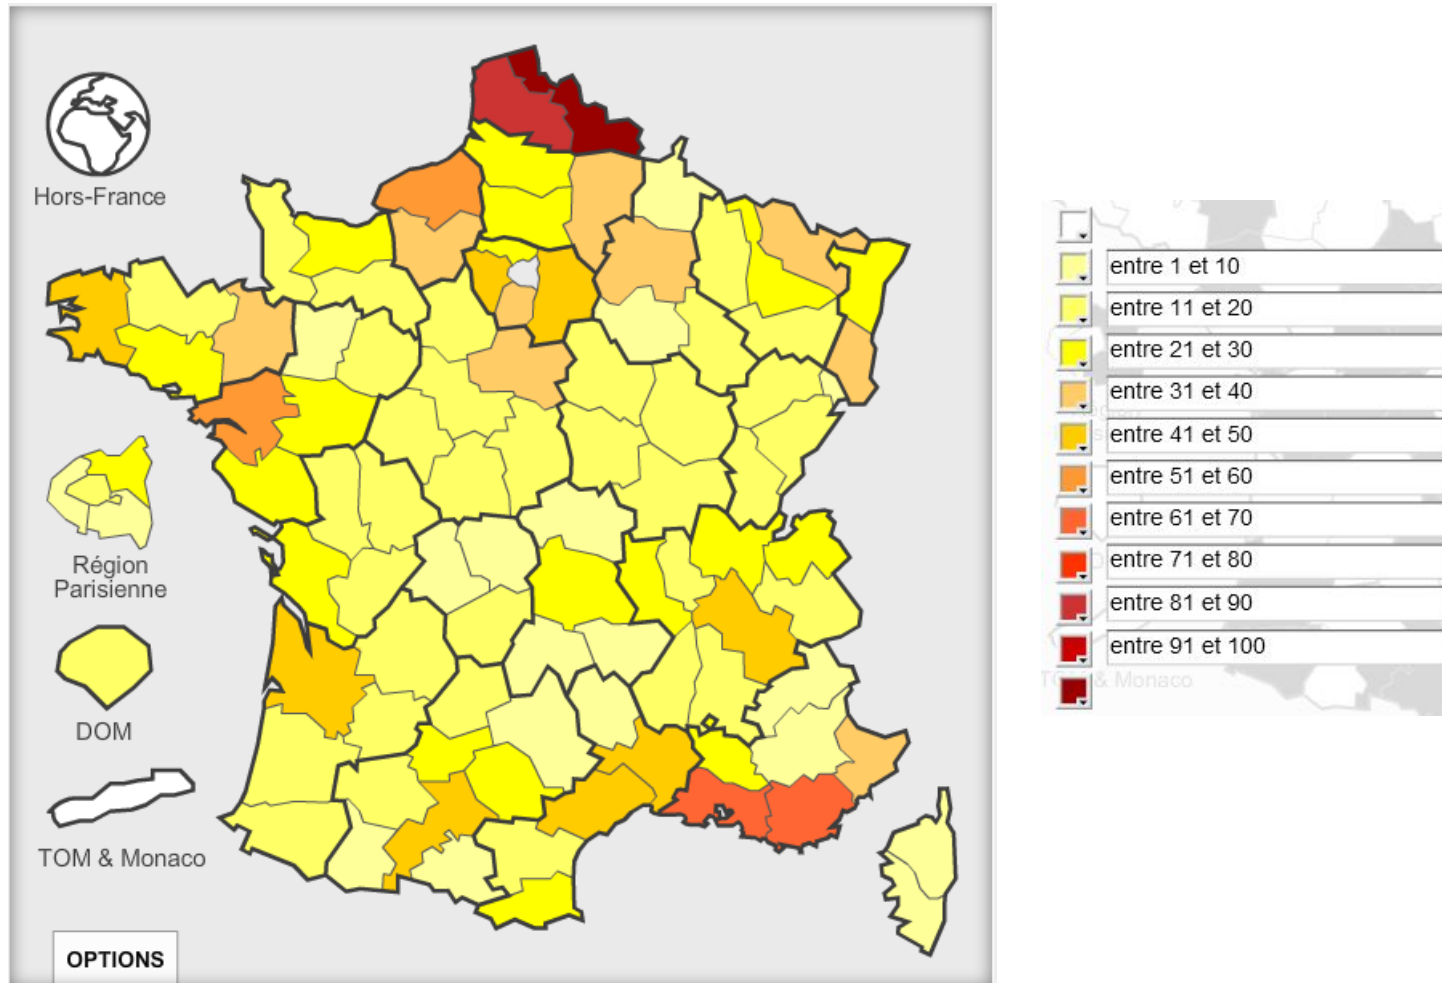 Hors-France
Région
Parisienne
DOM
TOM & Monaco
OPTIONS
entre 1 et 10
entre 11 et 20
entre 21 et 30
entre 31 et 40
entre 41 et 50
entre 51 et 60
entre 61 et 70
entre 71 et 80
entre 81 et 90
entre 91 et 100
& Monaco